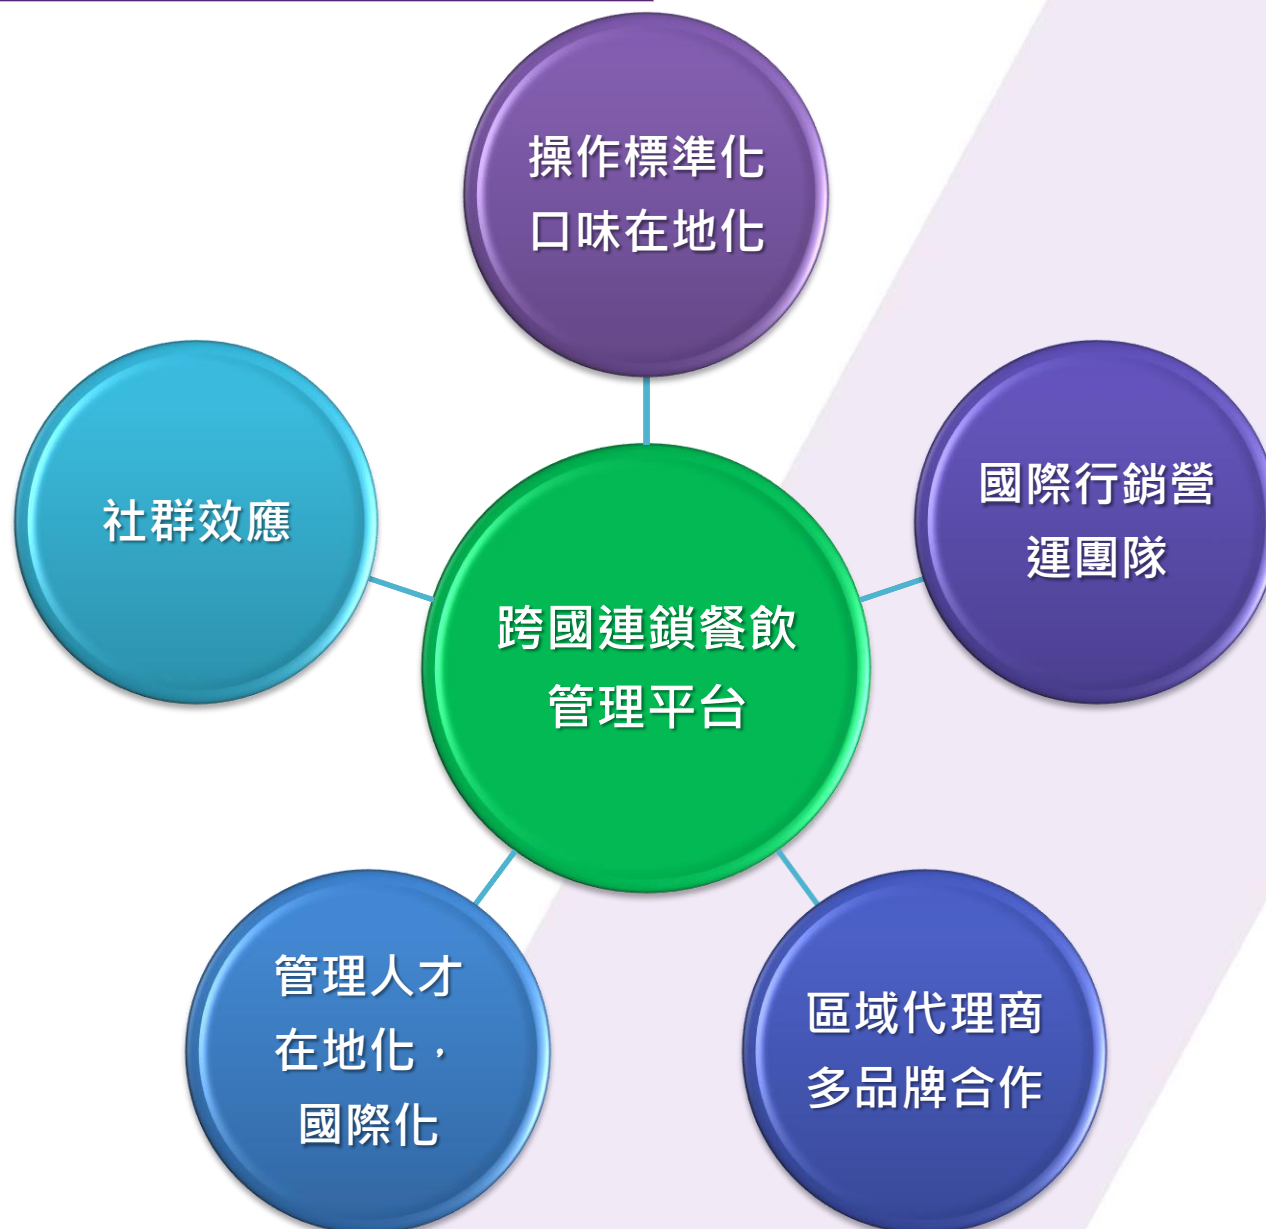 操作標準化
口味在地化
社群效應
國際行銷營
運團隊
跨國連鎖餐飲
管理平台
管理人才
在地化，
國際化
區域代理商
多品牌合作